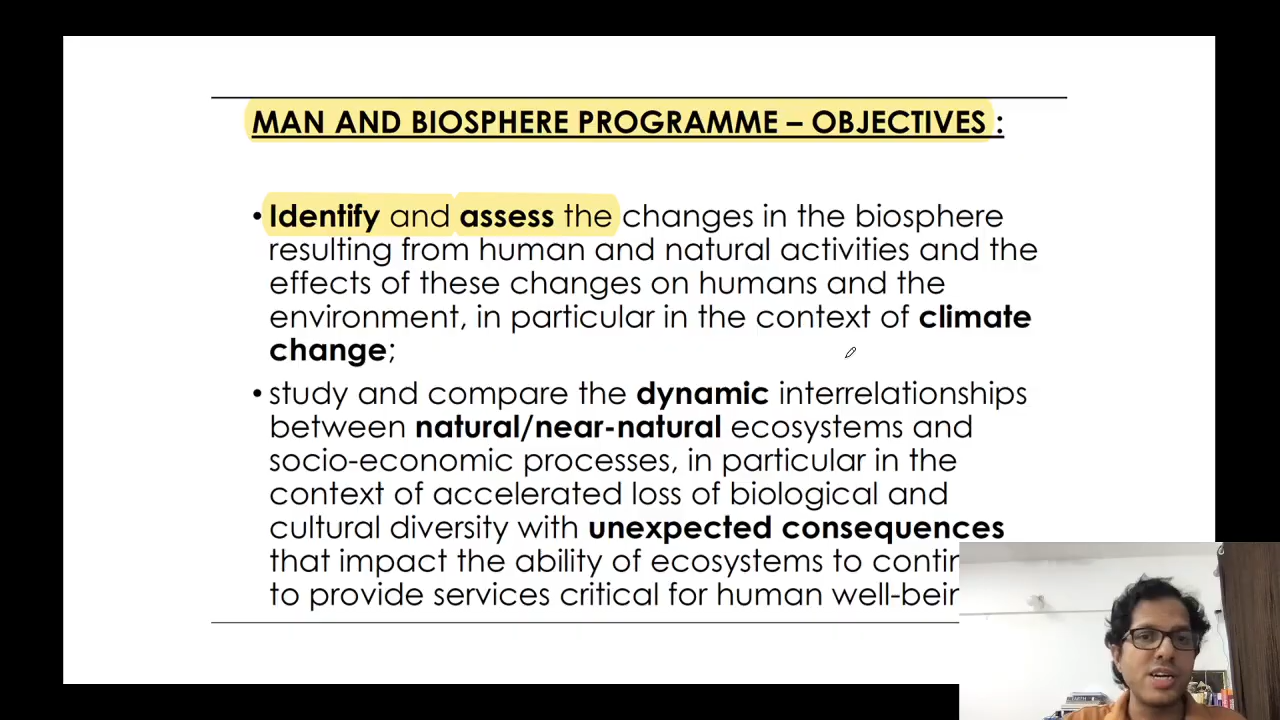 MAN AND BIOSPHERE PROGRAMME – OBJECTIVES :
•Identify and assess the changes in the biosphere
resulting from human and natural activities and the
effects of these changes on humans and the
environment, in particular in the context of climate
change;
•study and compare the dynamic interrelationships
between natural/near-natural ecosystems and
socio-economic processes, in particular in the
context of accelerated loss of biological and
cultural diversity with unexpected consequences
that impact the ability of ecosystems to contin
to provide services critical for human well-bein